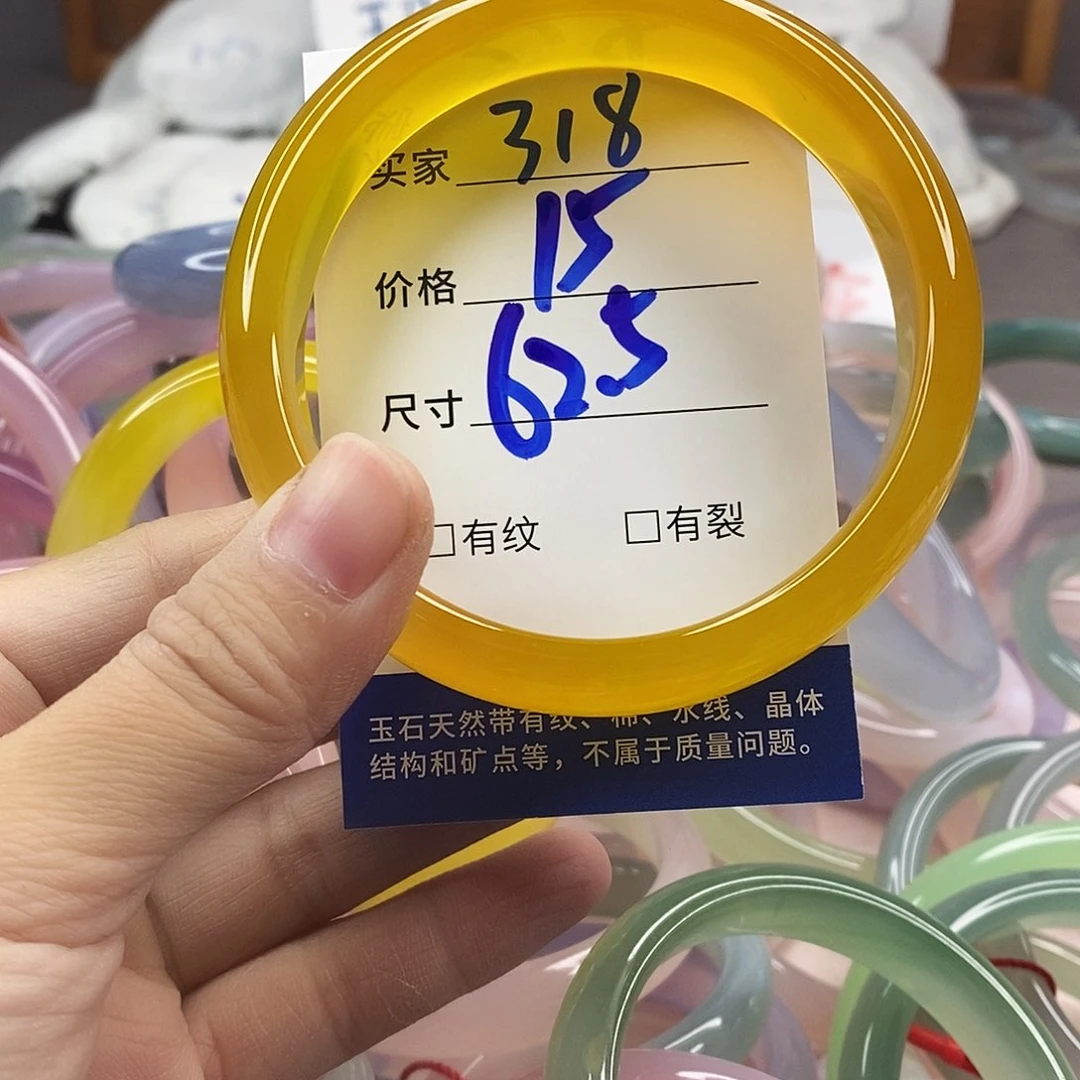 买家 318
价格 15
尺寸 62.5
□有纹 □有裂
玉石天然带有纹、棉、水线、晶体
结构和矿点等，不属于质量问题。